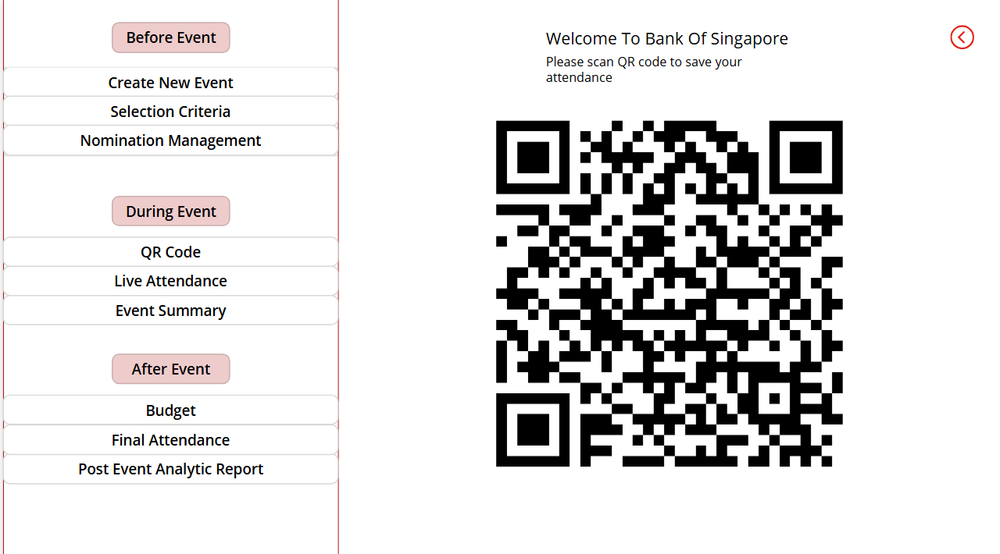 Before Event
Create New Event
Selection Criteria
Nomination Management
During Event
QR Code
Live Attendance
Event Summary
After Event
Budget
Final Attendance
Post Event Analytic Report
Welcome To Bank Of Singapore
Please scan QR code to save your
attendance